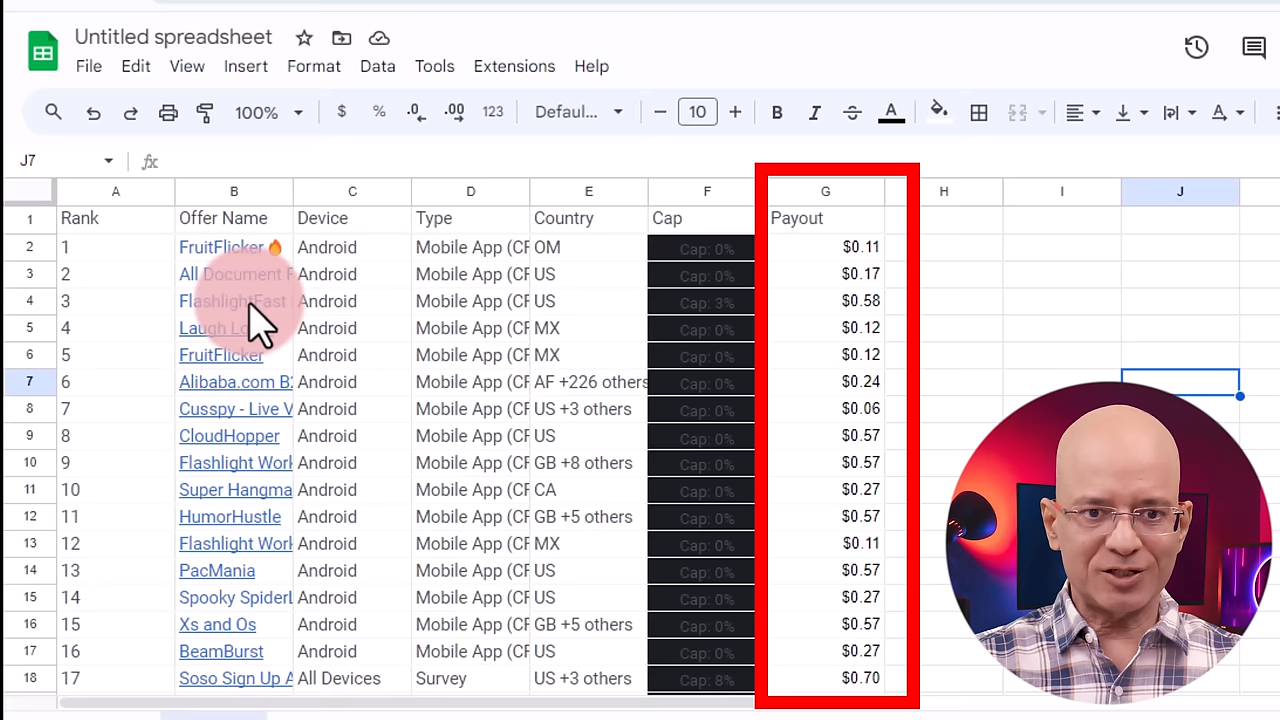 Untitled spreadsheet
File Edit View Insert Format Data Tools Extensions Help
100% $ % .0 .00 123 Defaul... 10 B I A
J7 fx
A B C D E F G H I J
1 Rank Offer Name Device Type Country Cap Payout
2 1 FruitFlicker🔥 Android Mobile App (CF OM Cap: 0% $0.11
3 2 All Document F Android Mobile App (CF US Cap: 0% $0.17
4 3 FlashlightFast Android Mobile App (CF US Cap: 3% $0.58
5 4 Laugh Android Mobile App (CF MX Cap: 0% $0.12
6 5 FruitFlicker Android Mobile App (CF MX Cap: 0% $0.12
7 6 Alibaba.com B2 Android Mobile App (CF AF +226 others Cap: 0% $0.24
8 7 Cusspy - Live V Android Mobile App (CF US +3 others Cap: 0% $0.06
9 8 CloudHopper Android Mobile App (CF US Cap: 0% $0.57
10 9 Flashlight Work Android Mobile App (CF GB +8 others Cap: 0% $0.57
11 10 Super Hangma Android Mobile App (CF CA Cap: 0% $0.27
12 11 HumorHustle Android Mobile App (CF GB +5 others Cap: 0% $0.57
13 12 Flashlight Work Android Mobile App (CF MX Cap: 0% $0.11
14 13 PacMania Android Mobile App (CF US Cap: 0% $0.57
15 14 Spooky SpiderL Android Mobile App (CF US Cap: 0% $0.27
16 15 Xs and Os Android Mobile App (CF GB +5 others Cap: 0% $0.57
17 16 BeamBurst Android Mobile App (CF US Cap: 0% $0.27
18 17 Soso Sign Up A All Devices Survey US +3 others Cap: 8% $0.70